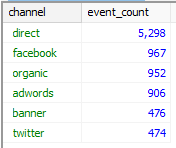 channel event_count
direct 5,298
facebook 967
organic 952
adwords 906
banner 476
twitter 474